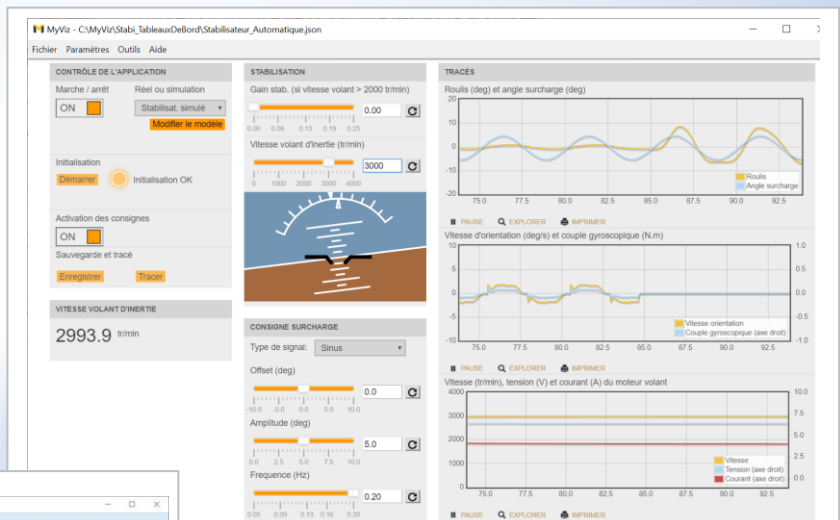 MyViz - C:\MyViz\Stabi_TableauxDeBord\Stabilisateur_Automatique.json
Fichier Paramètres Outils Aide
CONTRÔLE DE L'APPLICATION
Marche / arrêt Réel ou simulation
ON Stabilisat. simulé
Modifier le modèle
Initialisation
Démarrer Initialisation OK
Activation des consignes
ON
Sauvegarde et tracé
Enregistrer Tracer
VITESSE VOLANT D'INERTIE
2993.9 tr/min
STABILISATION
Gain stab. (si vitesse volant > 2000 tr/min)
0.00
0.00 0.06 0.13 0.19 0.25
Vitesse volant d'inertie (tr/min)
3000
0 1000 2000 3000 4000
CONSIGNE SURCHARGE
Type de signal: Sinus
Offset (deg)
0.0
-10.0 -5.0 0.0 5.0 10.0
Amplitude (deg)
5.0
0.0 2.5 5.0 7.5 10.0
Frequence (Hz)
0.20
0.05 0.09 0.13 0.16 0.20
TRACÉS
Roulis (deg) et angle surcharge (deg)
20
10
0
-10
-20
Roulis
Angle surcharge
75.0 77.5 80.0 82.5 85.0 87.5 90.0 92.5
PAUSE EXPLORER IMPRIMER
Vitesse d'orientation (deg/s) et couple gyroscopique (N.m)
10 1.0
5 0.5
0 0.0
-5 -0.5
-10 -1.0
Vitesse orientation
Couple gyroscopique (axe droit)
75.0 77.5 80.0 82.5 85.0 87.5 90.0 92.5
PAUSE EXPLORER IMPRIMER
Vitesse (tr/min), tension (V) et courant (A) du moteur volant
4000 10.0
3000 7.5
2000 5.0
1000 2.5
0 0.0
Vitesse
Tension (axe droit)
Courant (axe droit)
75.0 77.5 80.0 82.5 85.0 87.5 90.0 92.5
PAUSE EXPLORER IMPRIMER